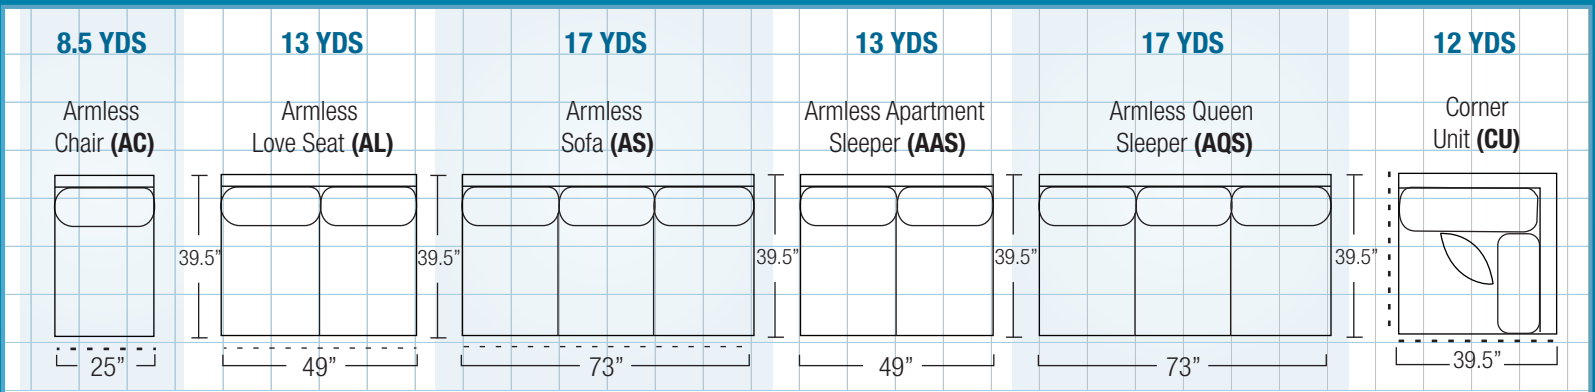 8.5 YDS
13 YDS
17 YDS
13 YDS
17 YDS
12 YDS
Armless
Chair (AC)
Armless
Love Seat (AL)
Armless
Sofa (AS)
Armless Apartment
Sleeper (AAS)
Armless Queen
Sleeper (AQS)
Corner
Unit (CU)
39.5”
39.5”
39.5”
39.5”
39.5”
25”
49”
73”
49”
73”
39.5”